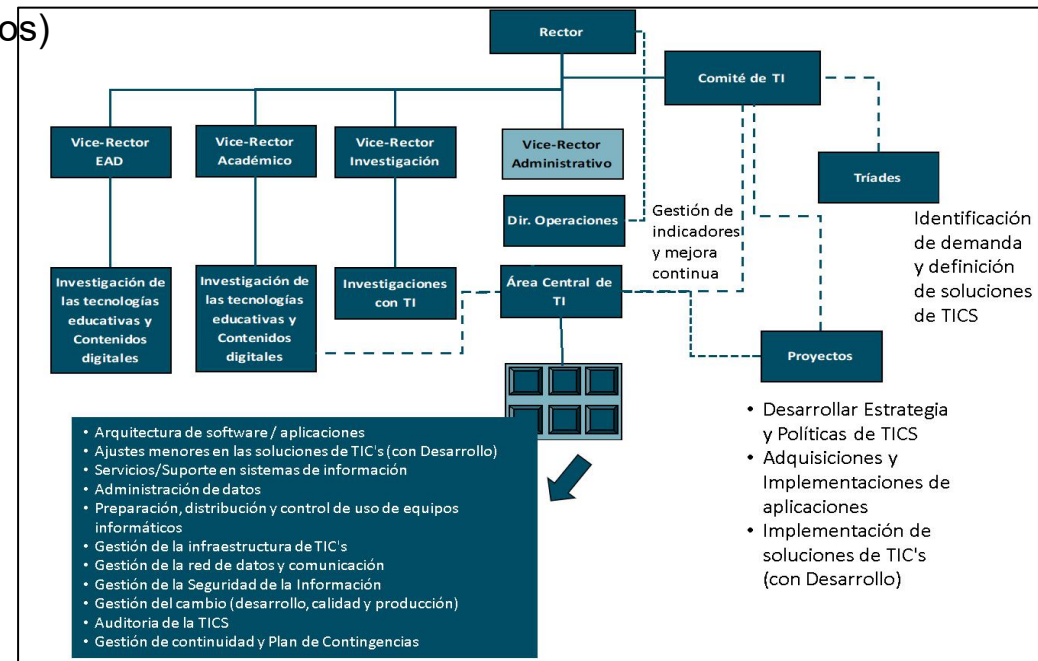 os)
Rector
Comité de TI
Vice-Rector
EAD
Vice-Rector
Académico
Vice-Rector
Investigación
Vice-Rector
Administrativo
Tríades
Dir. Operaciones
Gestión de
indicadores
y mejora
continua
Identificación
de demanda
y definición
de soluciones
de TICS
Investigación de
las tecnologías
educativas y
Contenidos
digitales
Investigación de
las tecnologías
educativas y
Contenidos
digitales
Investigaciones
con TI
Área Central de
TI
Proyectos
• Desarrollar Estrategia
y Políticas de TICS
• Adquisiciones y
Implementaciones de
aplicaciones
• Implementación de
soluciones de TIC's
(con Desarrollo)
• Arquitectura de software / aplicaciones
• Ajustes menores en las soluciones de TIC's (con Desarrollo)
• Servicios/Suporte en sistemas de información
• Administración de datos
• Preparación, distribución y control de uso de equipos
informáticos
• Gestión de la infraestructura de TIC's
• Gestión de la red de datos y comunicación
• Gestión de la Seguridad de la Información
• Gestión del cambio (desarrollo, calidad y producción)
• Auditoria de la TICS
• Gestión de continuidad y Plan de Contingencias